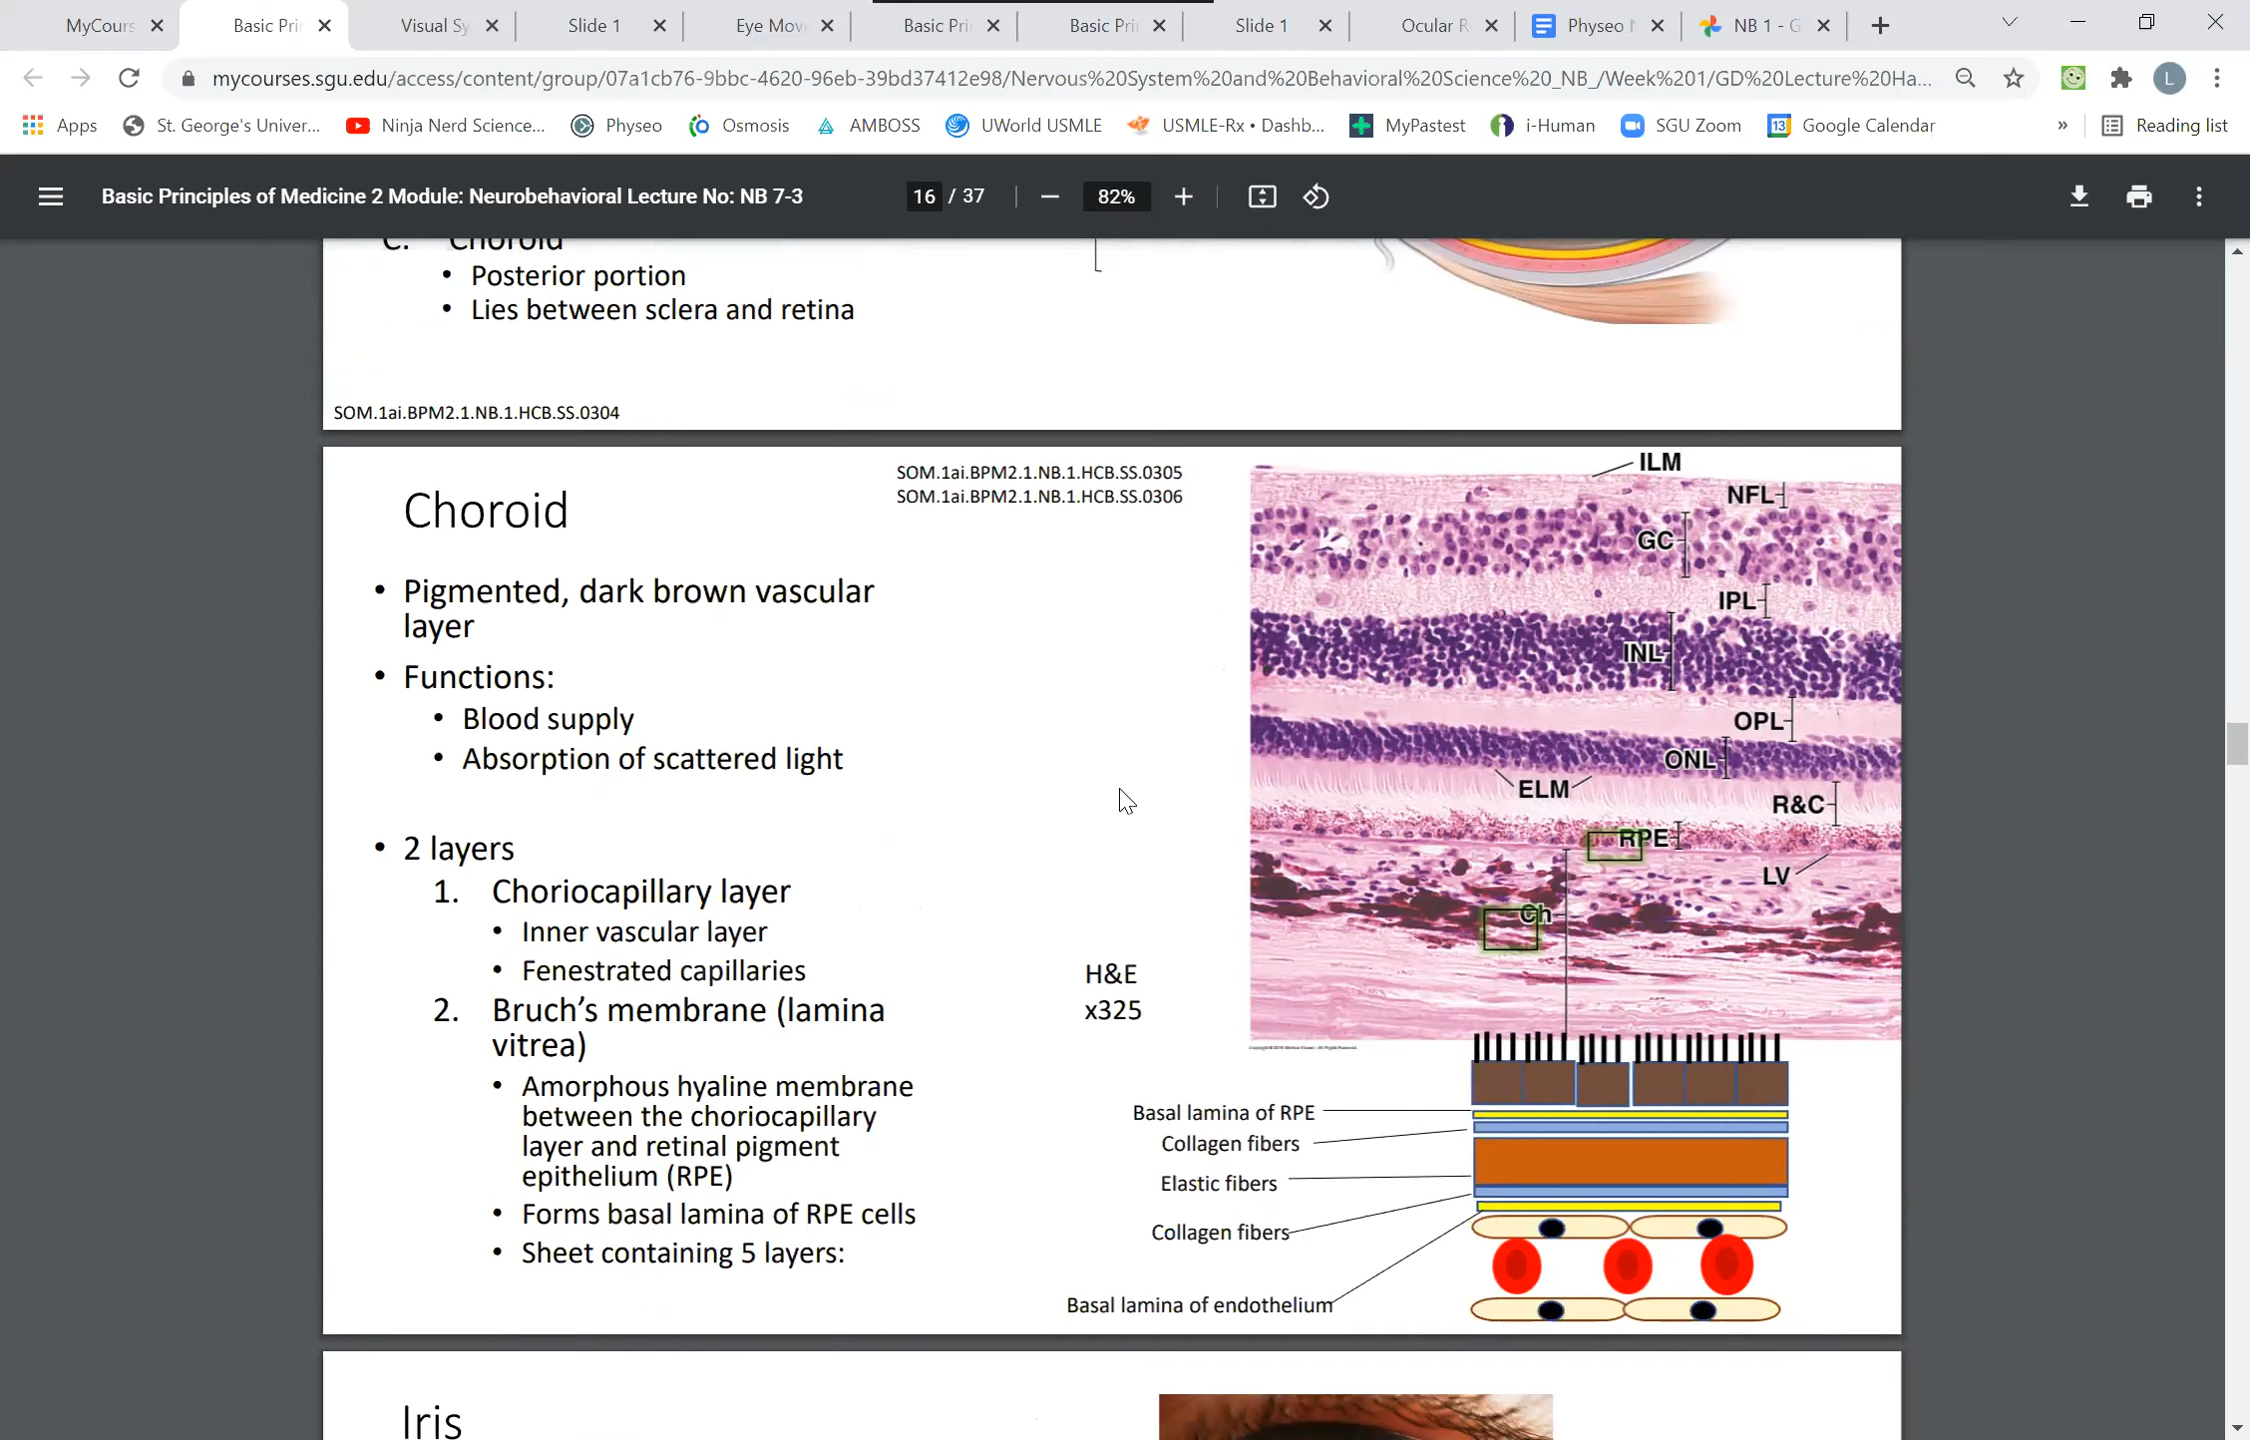 MyCours
Basic Prin
Visual Sy
Slide 1
Eye Mov
Basic Prin
Basic Prin
Slide 1
Ocular R
Physeo N
NB 1 - G
mycourses.sgu.edu/access/content/group/07a1cb76-9bbc-4620-96eb-39bd37412e98/Nervous%20System%20and%20Behavioral%20Science%20_NB_/Week%201/GD%20Lecture%20Ha...
L
Apps
St. George's Univer...
Ninja Nerd Science...
Physeo
Osmosis
AMBOSS
UWorld USMLE
USMLE-Rx • Dashb...
MyPastest
i-Human
SGU Zoom
13
Google Calendar
»
Reading list
Basic Principles of Medicine 2 Module: Neurobehavioral Lecture No: NB 7-3
16 / 37
82%
C. Choroid
• Posterior portion
• Lies between sclera and retina
SOM.1ai.BPM2.1.NB.1.HCB.SS.0304
Choroid
SOM.1ai.BPM2.1.NB.1.HCB.SS.0305
SOM.1ai.BPM2.1.NB.1.HCB.SS.0306
• Pigmented, dark brown vascular
layer
• Functions:
• Blood supply
• Absorption of scattered light
• 2 layers
1. Choriocapillary layer
• Inner vascular layer
• Fenestrated capillaries
2. Bruch’s membrane (lamina
vitrea)
• Amorphous hyaline membrane
between the choriocapillary
layer and retinal pigment
epithelium (RPE)
• Forms basal lamina of RPE cells
• Sheet containing 5 layers:
H&E
x325
ILM
NFL
GC
IPL
INL
OPL
ONL
ELM
R&C
RPE
LV
Ch
Basal lamina of RPE
Collagen fibers
Elastic fibers
Collagen fibers
Basal lamina of endothelium
Iris